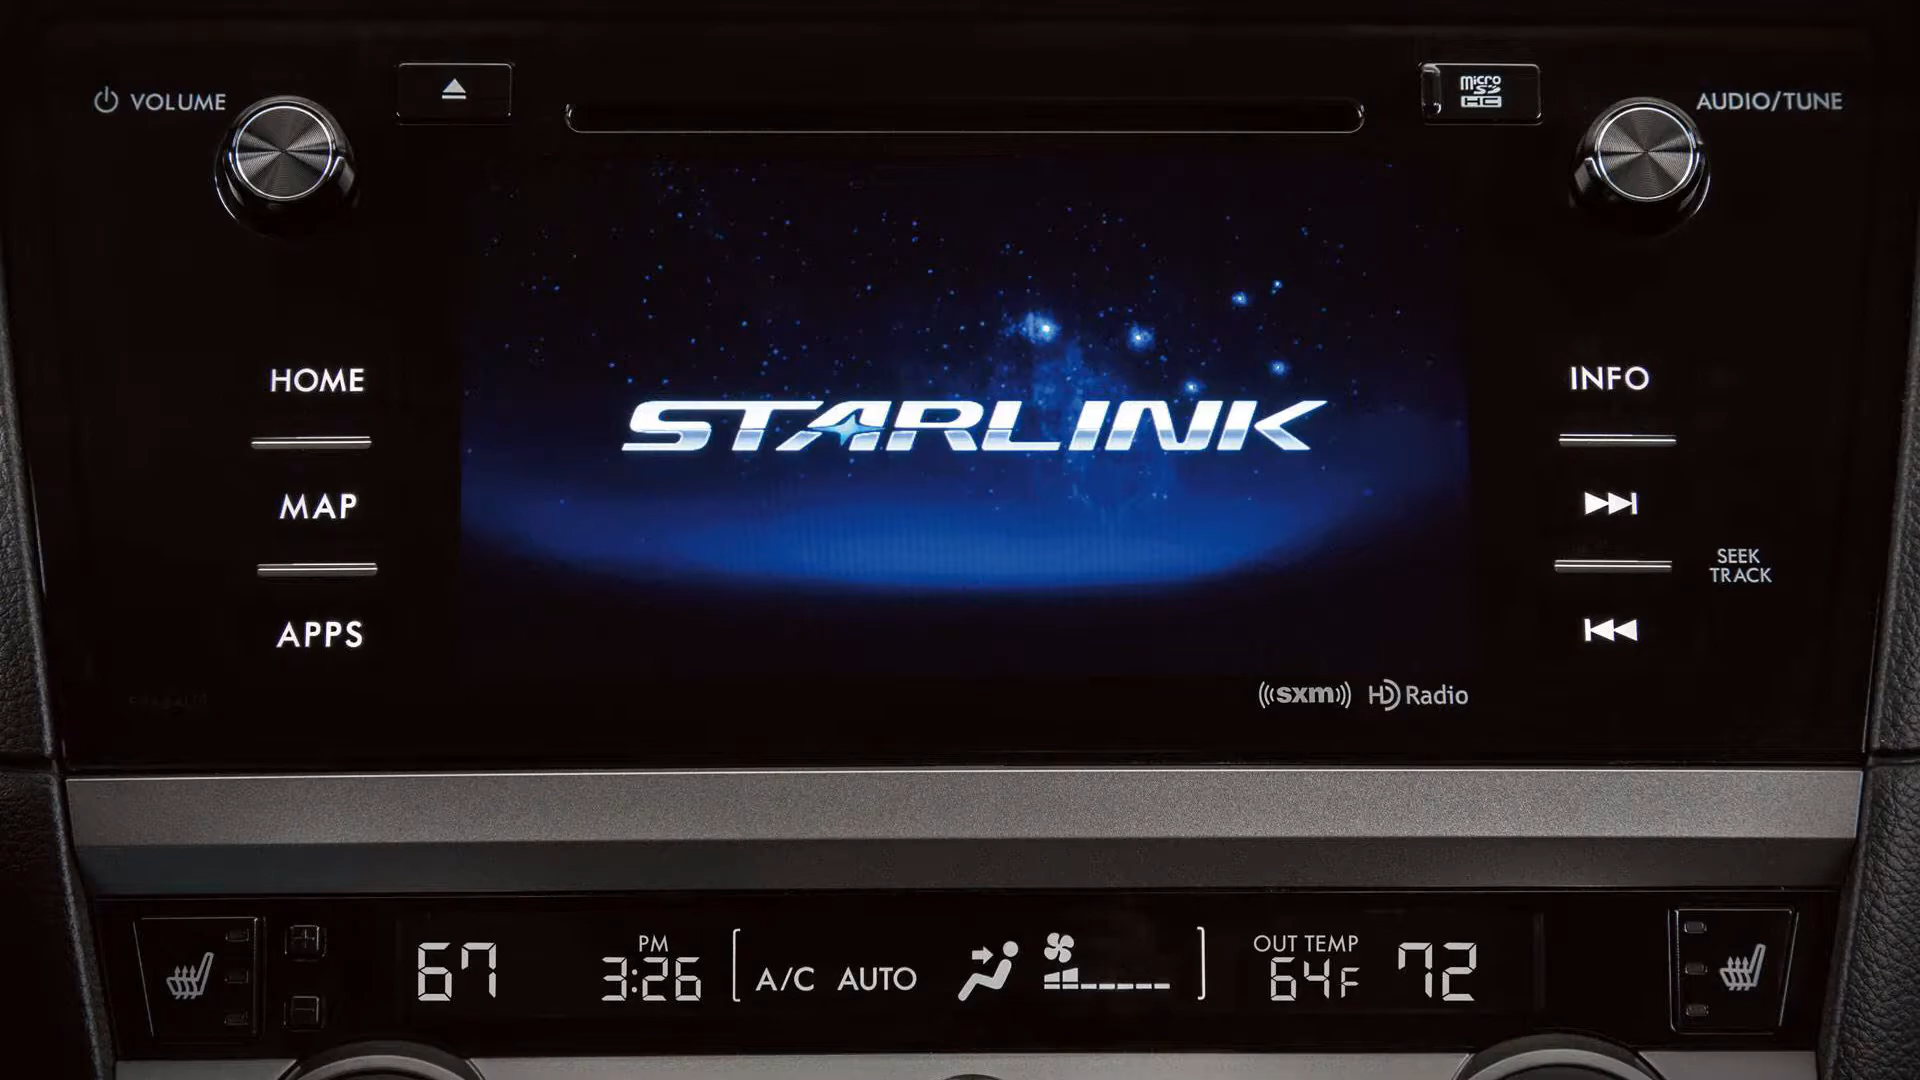 VOLUME
micro
SD
HC
AUDIO/TUNE
HOME
INFO
STARLINK
MAP
SEEK
TRACK
APPS
sxm
HD Radio
67
PM
3:26
A/C AUTO
OUT TEMP
64F
72